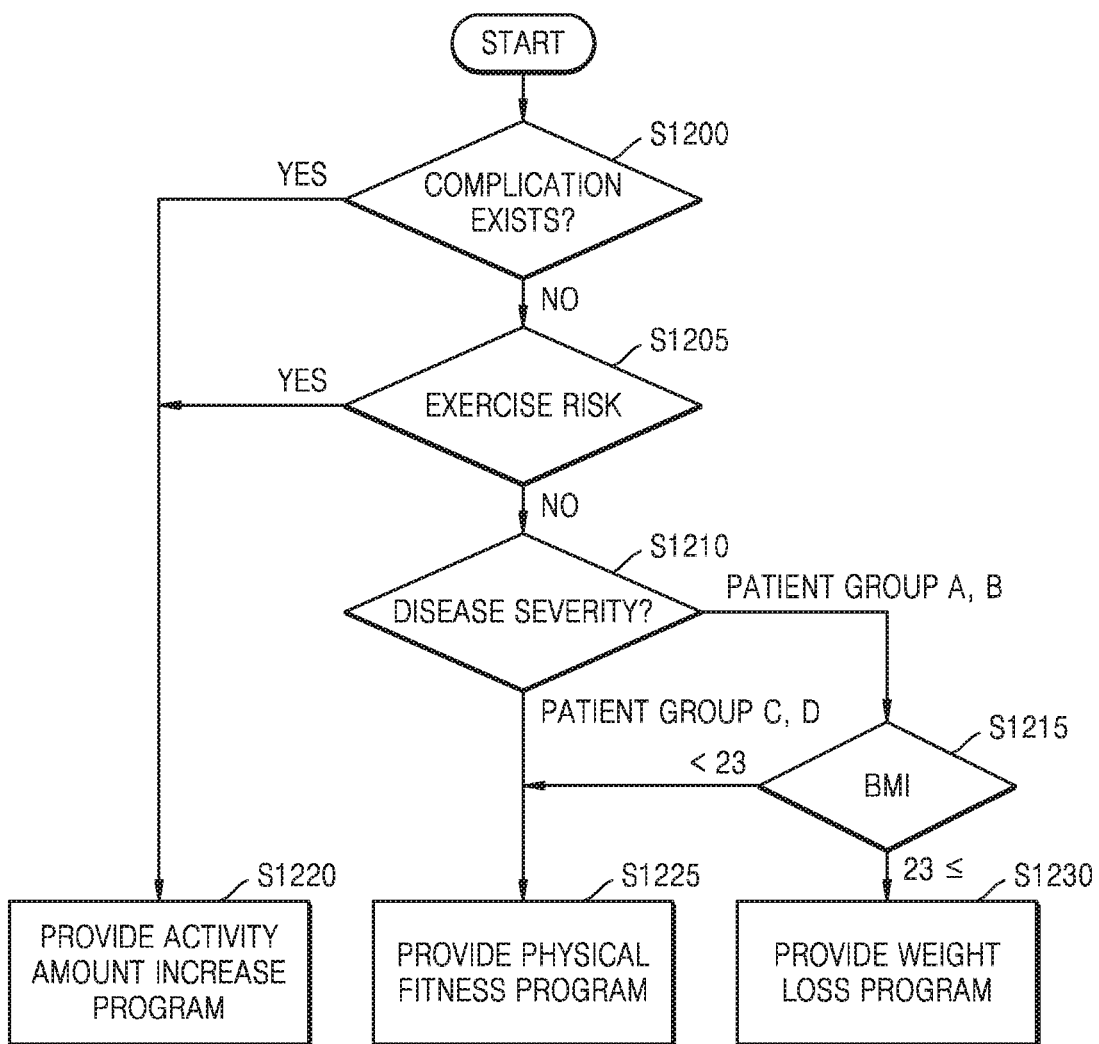 START
S1200
YES
COMPLICATION
EXISTS?
NO
S1205
YES
EXERCISE RISK
NO
S1210
PATIENT GROUP A, B
DISEASE SEVERITY?
PATIENT GROUP C, D
S1215
< 23
BMI
23 ≤
S1220
S1225
S1230
PROVIDE ACTIVITY
AMOUNT INCREASE
PROGRAM
PROVIDE PHYSICAL
FITNESS PROGRAM
PROVIDE WEIGHT
LOSS PROGRAM